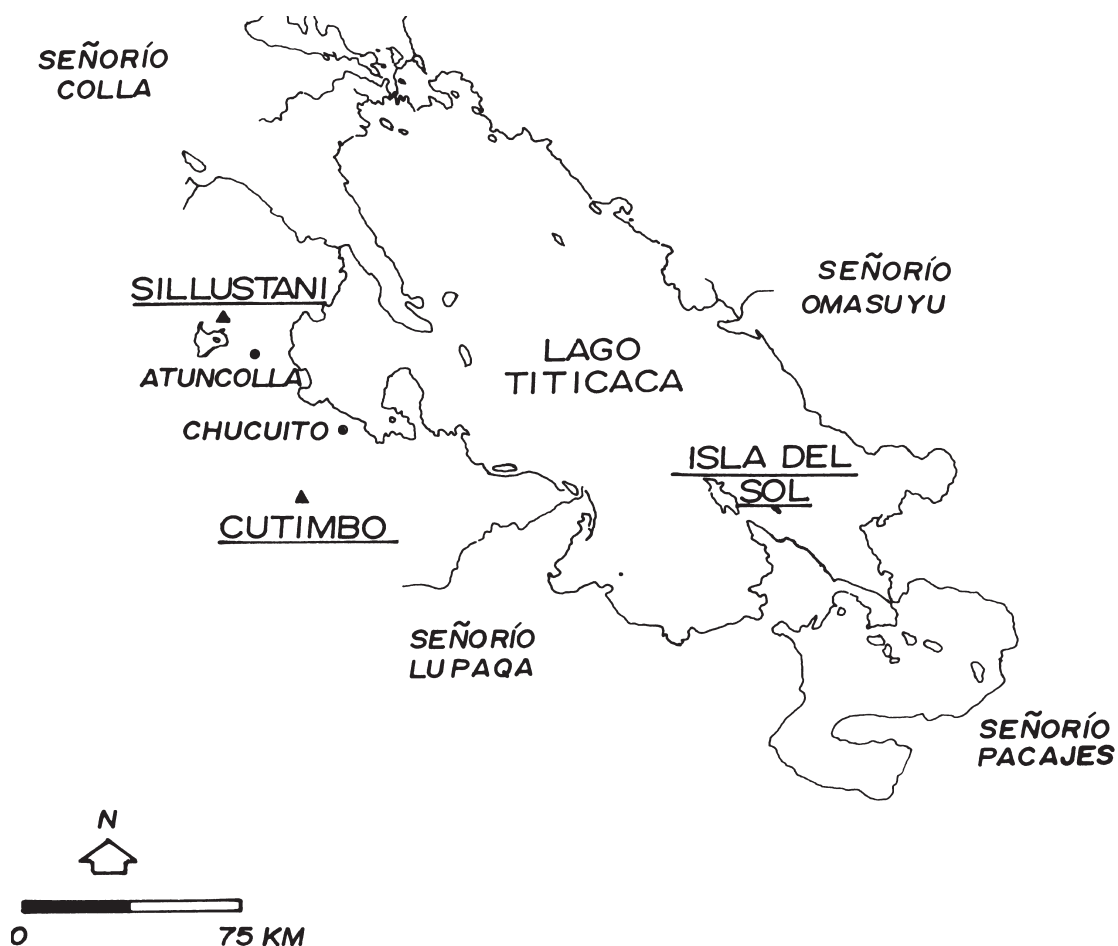 SEÑORÍO
COLLA
SILLUSTANI
ATUNCOLLA
CHUCUITO
CUTIMBO
LAGO
TITICACA
SEÑORÍO
OMASUYU
ISLA DEL
SOL
SEÑORÍO
LUPAQA
SEÑORÍO
PACAJES
N
0 75 KM